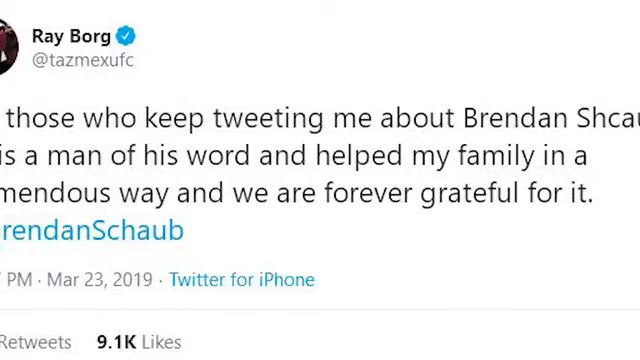 Ray Borg
@tazmexufc
those who keep tweeting me about Brendan Shcau
is a man of his word and helped my family in a
mendous way and we are forever grateful for it.
rendanSchaub
PM · Mar 23, 2019 · Twitter for iPhone
Retweets 9.1K Likes